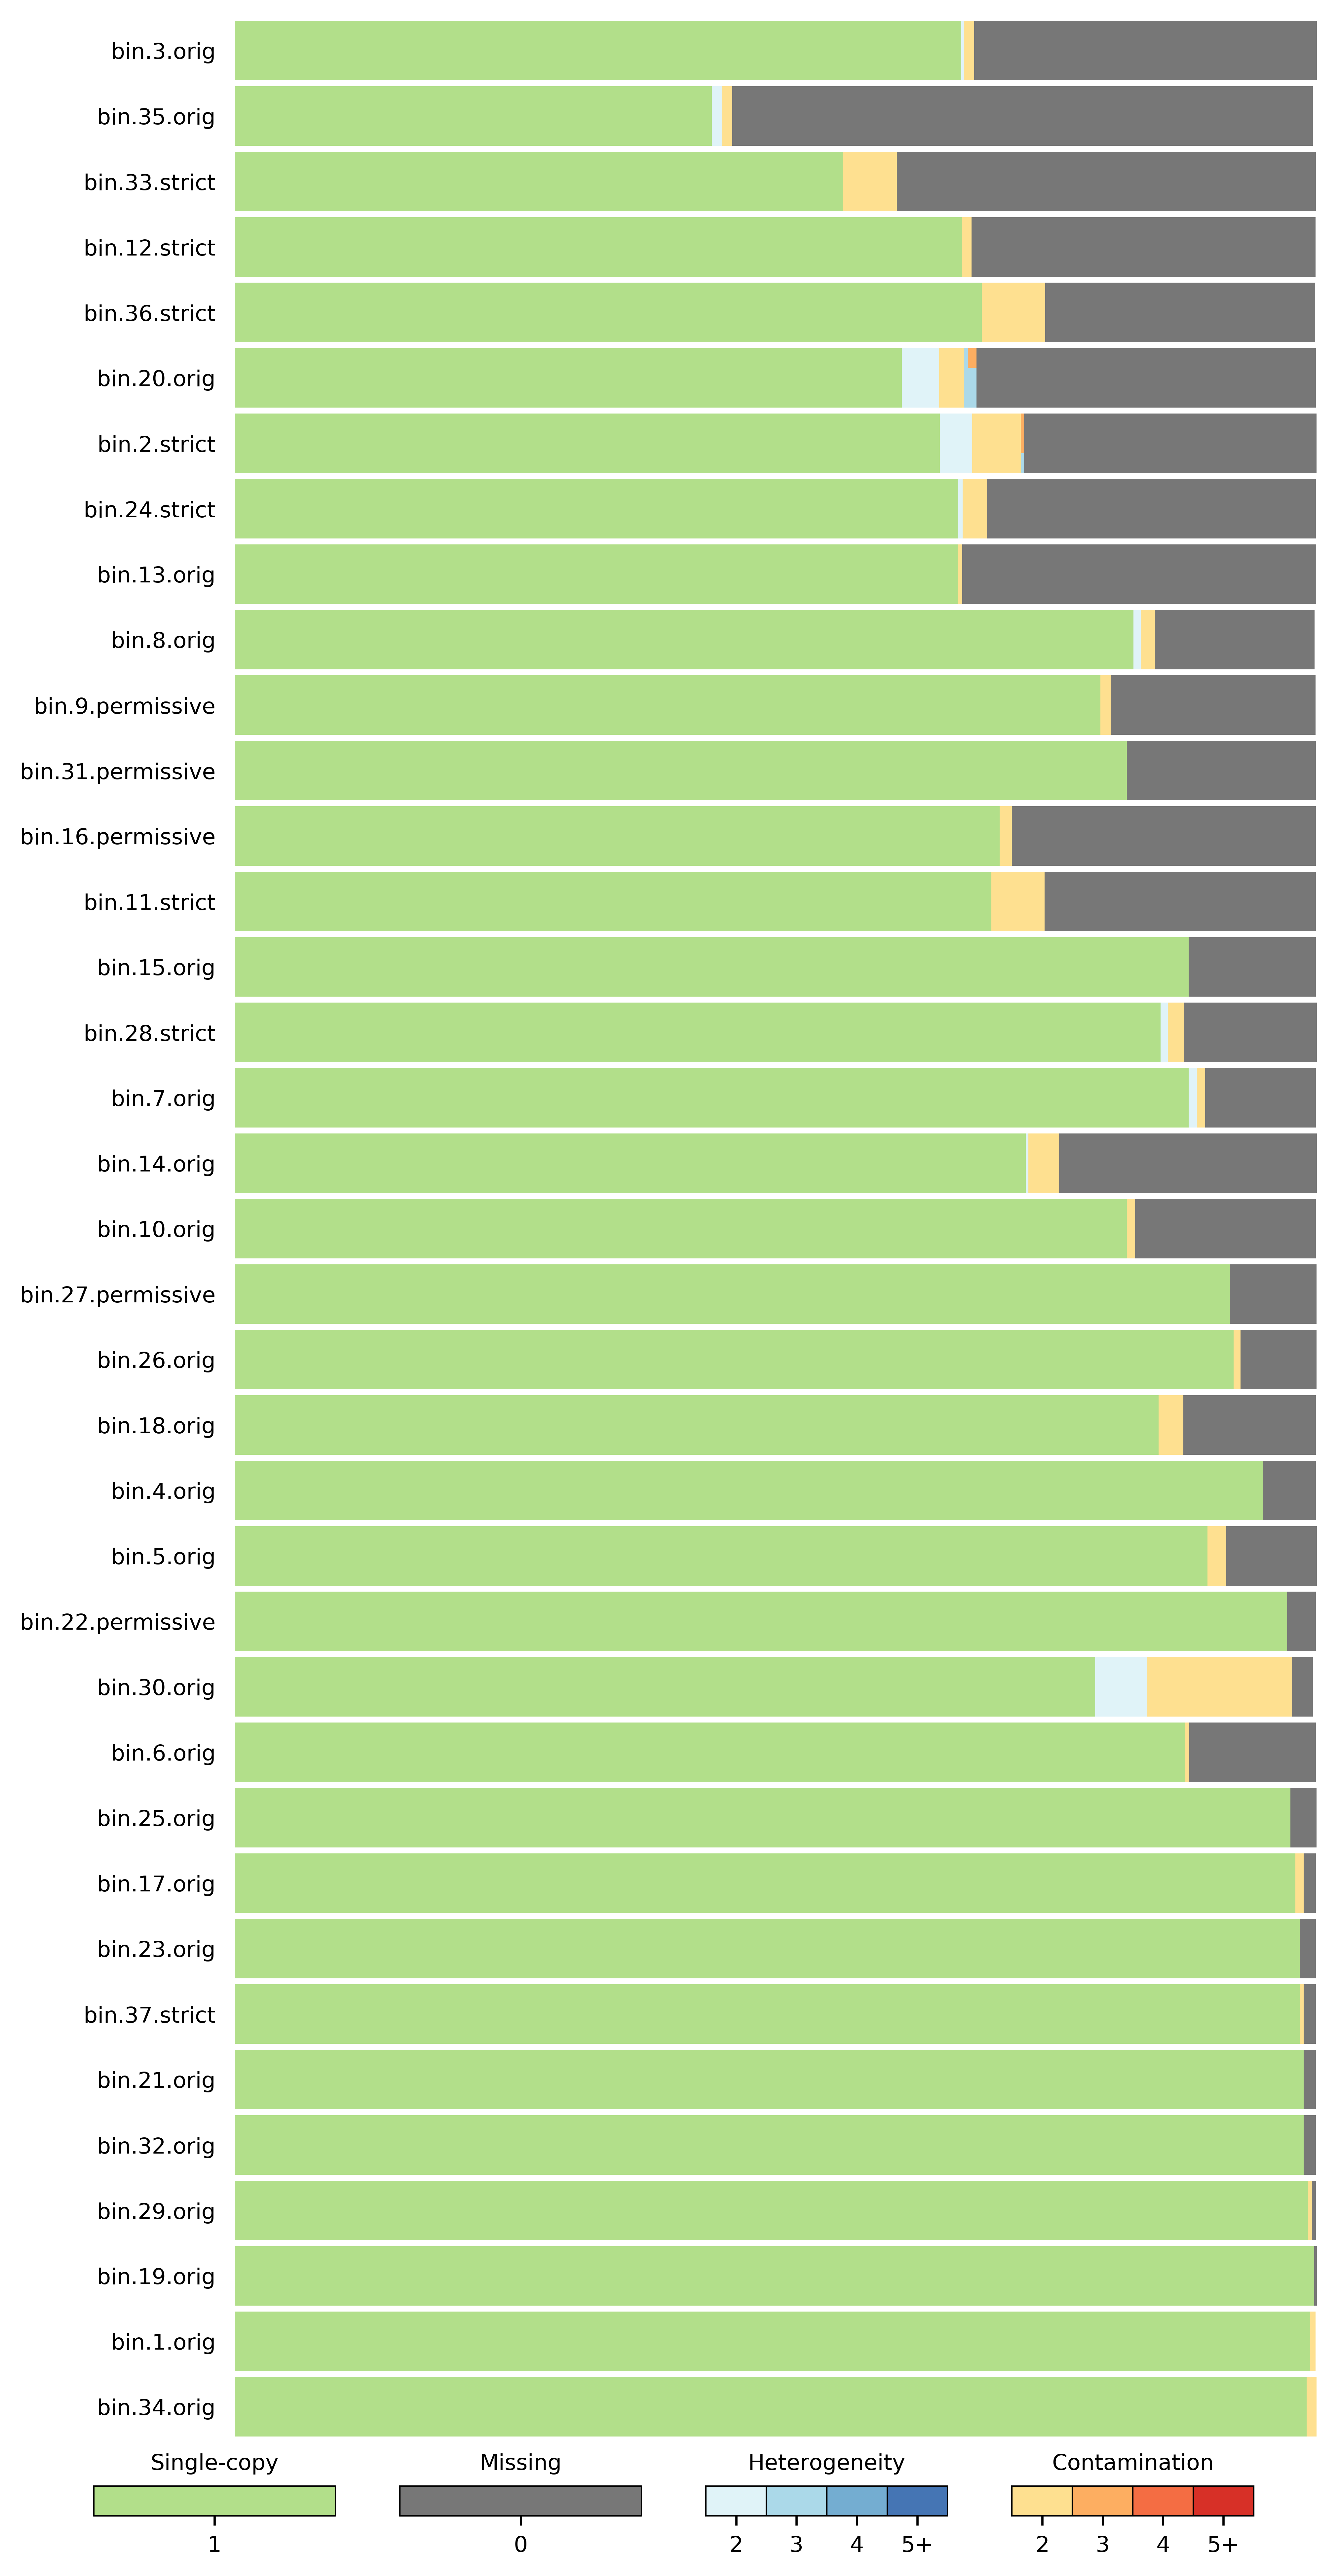 bin.3.orig
bin.35.orig
bin.33.strict
bin.12.strict
bin.36.strict
bin.20.orig
bin.2.strict
bin.24.strict
bin.13.orig
bin.8.orig
bin.9.permissive
bin.31.permissive
bin.16.permissive
bin.11.strict
bin.15.orig
bin.28.strict
bin.7.orig
bin.14.orig
bin.10.orig
bin.27.permissive
bin.26.orig
bin.18.orig
bin.4.orig
bin.5.orig
bin.22.permissive
bin.30.orig
bin.6.orig
bin.25.orig
bin.17.orig
bin.23.orig
bin.37.strict
bin.21.orig
bin.32.orig
bin.29.orig
bin.19.orig
bin.1.orig
bin.34.orig
Single-copy Missing Heterogeneity Contamination
1 0 2 3 4 5+ 2 3 4 5+